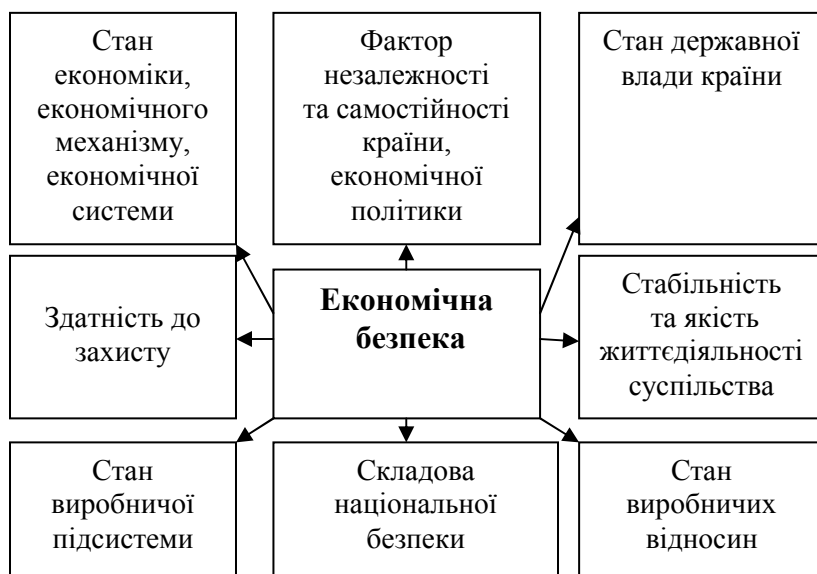 Стан
економіки,
економічного
механізму,
економічної
системи
Фактор
незалежності
та самостійності
країни,
економічної
політики
Стан державної
влади країни
Здатність до
захисту
Економічна
безпека
Стабільність
та якість
життєдіяльності
суспільства
Стан
виробничої
підсистеми
Складова
національної
безпеки
Стан
виробничих
відносин